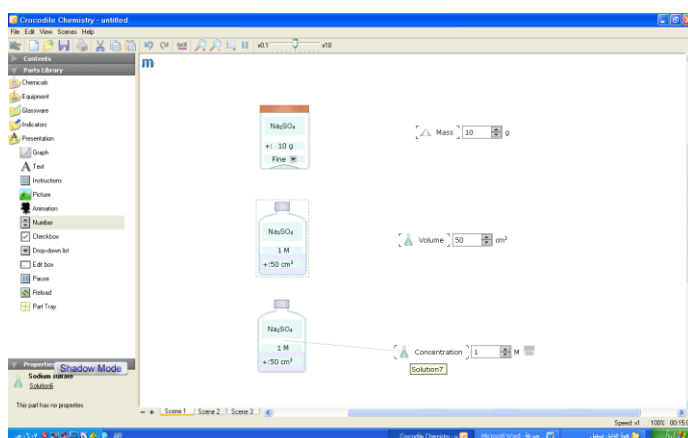 Crocodile Chemistry - untitled
File Edit View Scenes Help
x0.1 x10
Contents
Parts Library
Chemicals
Equipment
Glassware
Indicators
Presentation
Graph
Text
Instructions
Picture
Animation
Number
Checkbox
Drop-down list
Edit box
Pause
Reload
Part Tray
Properties
Shadow Mode
Sodium sulfate
Solution6
This part has no properties
m
Na₂SO₄
+: 10 g
Fine
Mass 10 g
Na₂SO₄
1 M
+:50 cm³
Volume 50 cm³
Na₂SO₄
1 M
+:50 cm³
Concentration 1 M
Solution7
Scene 1 Scene 2 Scene 3
Speed x1 100% 00:15:0
Crocodile Chemistry - u
Microsoft Word